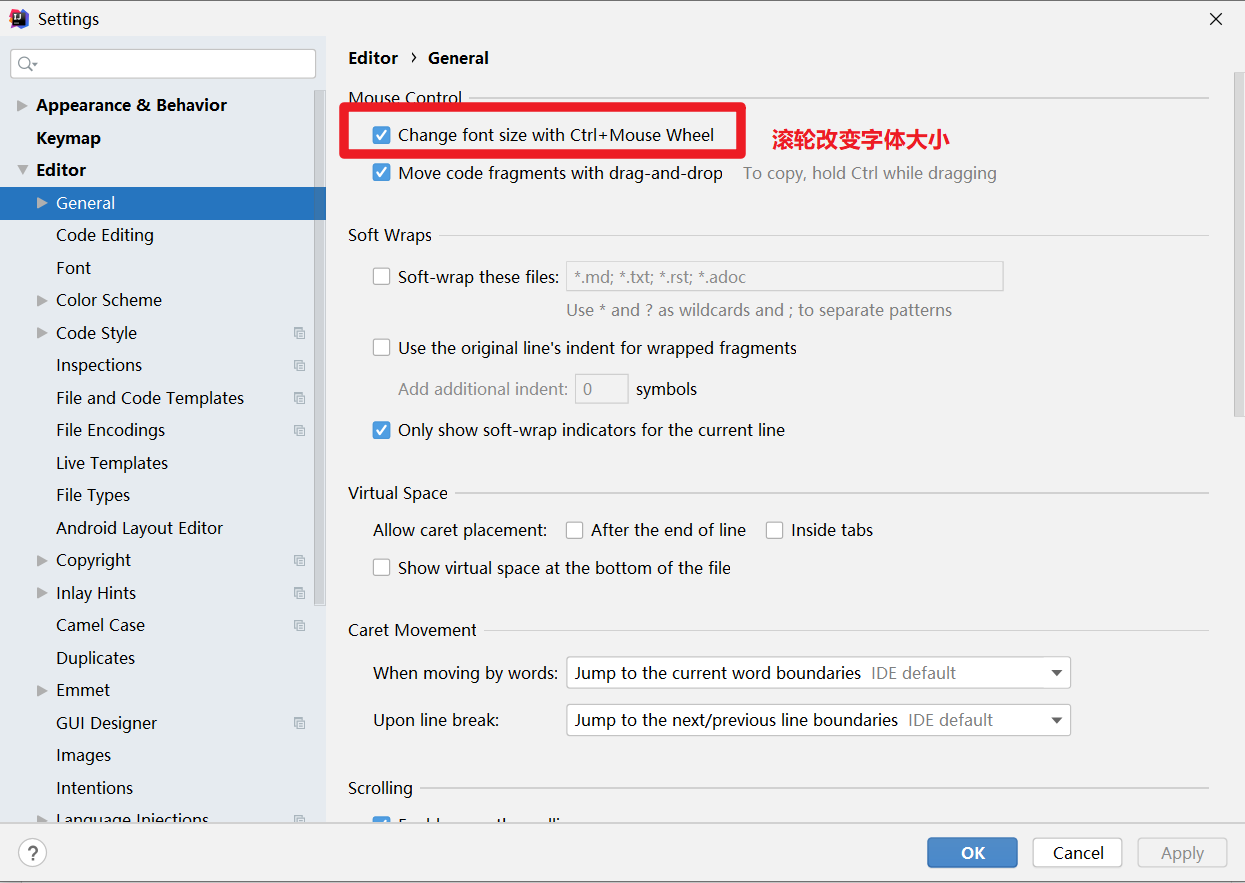 Settings
Appearance & Behavior
Keymap
Editor
General
Code Editing
Font
Color Scheme
Code Style
Inspections
File and Code Templates
File Encodings
Live Templates
File Types
Android Layout Editor
Copyright
Inlay Hints
Camel Case
Duplicates
Emmet
GUI Designer
Images
Intentions
Language Injections
Editor › General
Mouse Control
Change font size with Ctrl+Mouse Wheel 滚轮改变字体大小
Move code fragments with drag-and-drop To copy, hold Ctrl while dragging
Soft Wraps
Soft-wrap these files: *.md; *.txt; *.rst; *.adoc
Use * and ? as wildcards and ; to separate patterns
Use the original line's indent for wrapped fragments
Add additional indent: 0 symbols
Only show soft-wrap indicators for the current line
Virtual Space
Allow caret placement: After the end of line Inside tabs
Show virtual space at the bottom of the file
Caret Movement
When moving by words: Jump to the current word boundaries IDE default
Upon line break: Jump to the next/previous line boundaries IDE default
Scrolling
? OK Cancel Apply